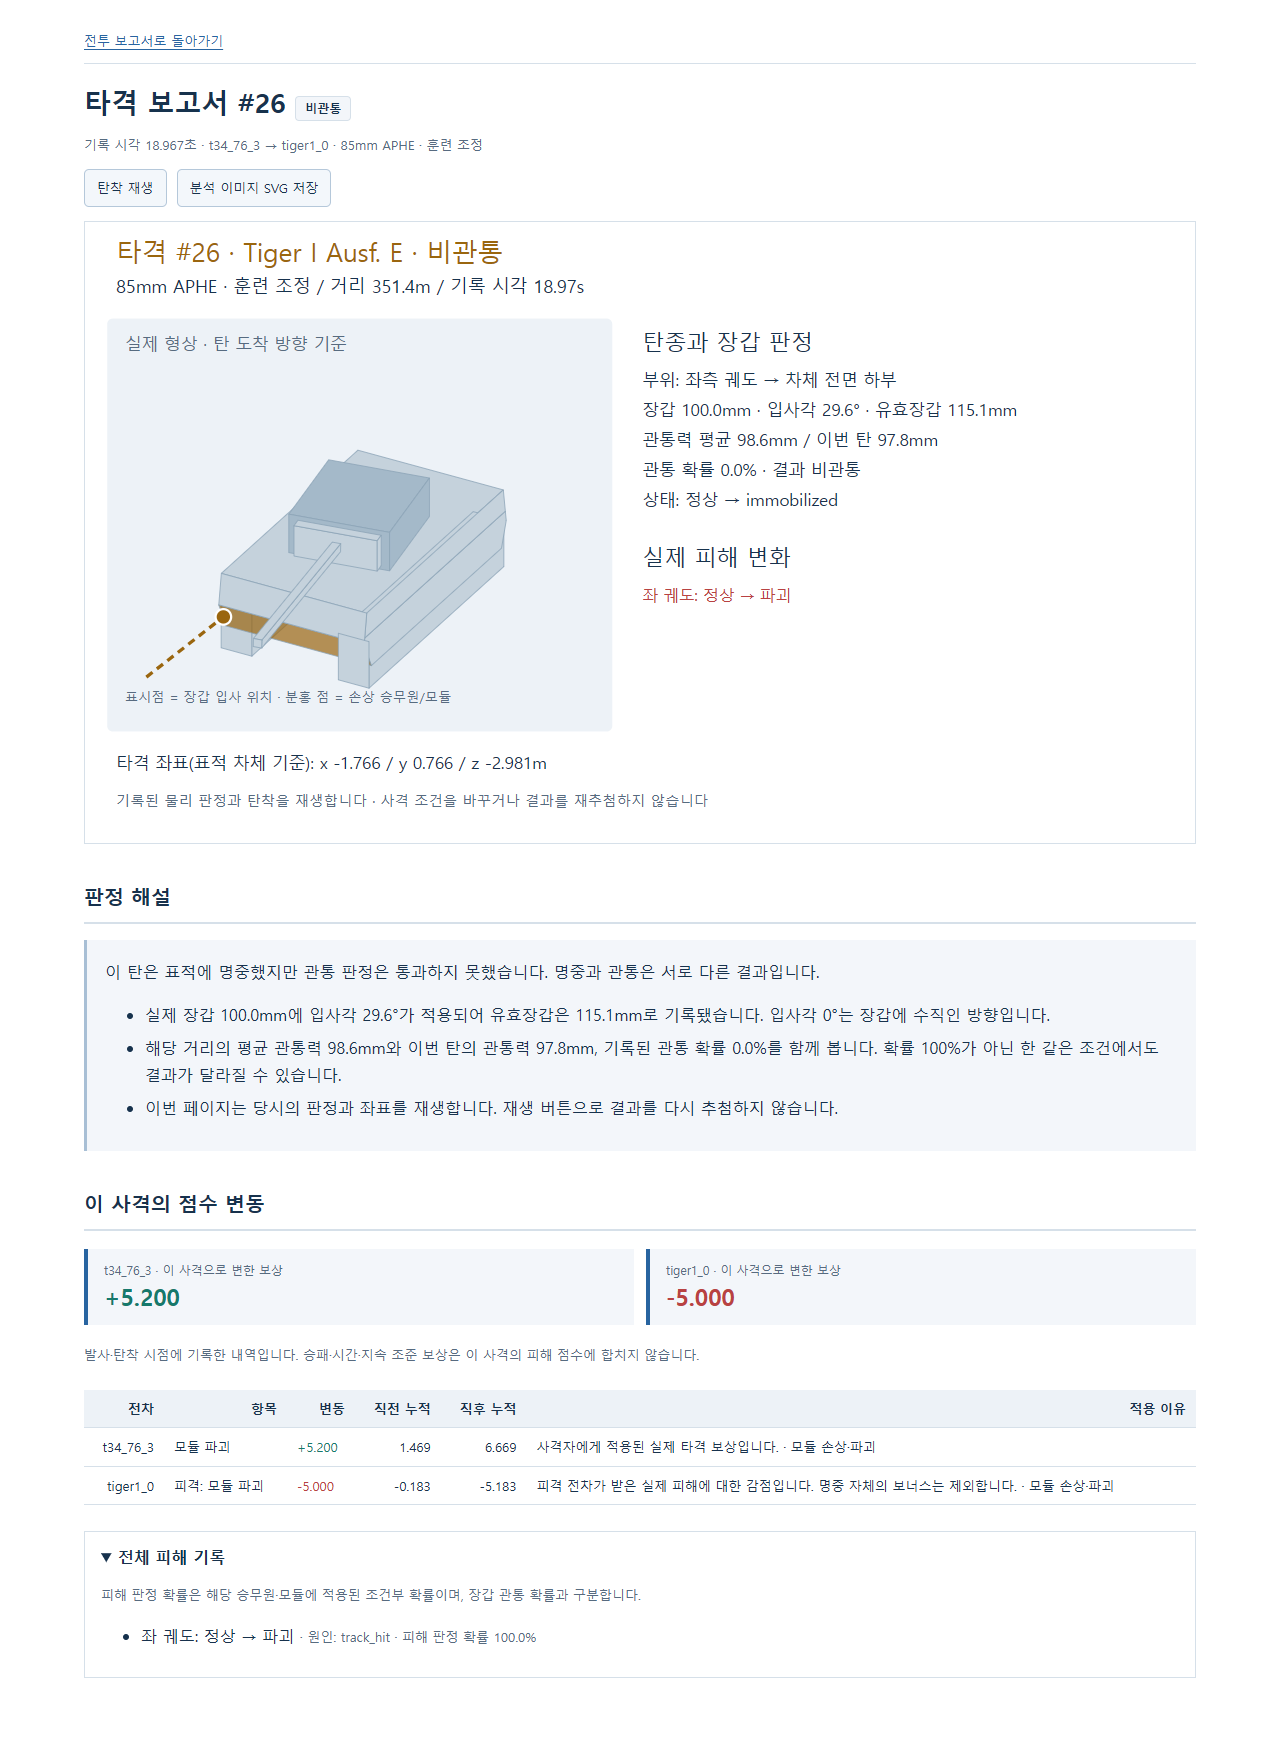 전투 보고서로 돌아가기
타격 보고서 #26 비관통
기록 시각 18.967초 · t34_76_3 → tiger1_0 · 85mm APHE · 훈련 조정
탄착 재생
분석 이미지 SVG 저장
타격 #26 · Tiger I Ausf. E · 비관통
85mm APHE · 훈련 조정 / 거리 351.4m / 기록 시각 18.97s
실제 형상 · 탄 도착 방향 기준
표시점 = 장갑 입사 위치 · 분홍 점 = 손상 승무원/모듈
탄종과 장갑 판정
부위: 좌측 궤도 → 차체 전면 하부
장갑 100.0mm · 입사각 29.6° · 유효장갑 115.1mm
관통력 평균 98.6mm / 이번 탄 97.8mm
관통 확률 0.0% · 결과 비관통
상태: 정상 → immobilized
실제 피해 변화
좌 궤도: 정상 → 파괴
타격 좌표(표적 차체 기준): x -1.766 / y 0.766 / z -2.981m
기록된 물리 판정과 탄착을 재생합니다 · 사격 조건을 바꾸거나 결과를 재추첨하지 않습니다
판정 해설
이 탄은 표적에 명중했지만 관통 판정은 통과하지 못했습니다. 명중과 관통은 서로 다른 결과입니다.
• 실제 장갑 100.0mm에 입사각 29.6°가 적용되어 유효장갑은 115.1mm로 기록됐습니다. 입사각 0°는 장갑에 수직인 방향입니다.
• 해당 거리의 평균 관통력 98.6mm와 이번 탄의 관통력 97.8mm, 기록된 관통 확률 0.0%를 함께 봅니다. 확률 100%가 아닌 한 같은 조건에서도
결과가 달라질 수 있습니다.
• 이번 페이지는 당시의 판정과 좌표를 재생합니다. 재생 버튼으로 결과를 다시 추첨하지 않습니다.
이 사격의 점수 변동
t34_76_3 · 이 사격으로 변한 보상
+5.200
tiger1_0 · 이 사격으로 변한 보상
-5.000
발사·탄착 시점에 기록한 내역입니다. 승패·시간·지속 조준 보상은 이 사격의 피해 점수에 합치지 않습니다.
전차 항목 변동 직전 누적 직후 누적 적용 이유
t34_76_3 모듈 파괴 +5.200 1.469 6.669 사격자에게 적용된 실제 타격 보상입니다. · 모듈 손상·파괴
tiger1_0 피격: 모듈 파괴 -5.000 -0.183 -5.183 피격 전차가 받은 실제 피해에 대한 감점입니다. 명중 자체의 보너스는 제외합니다. · 모듈 손상·파괴
▼ 전체 피해 기록
피해 판정 확률은 해당 승무원·모듈에 적용된 조건부 확률이며, 장갑 관통 확률과 구분합니다.
• 좌 궤도: 정상 → 파괴 · 원인: track_hit · 피해 판정 확률 100.0%